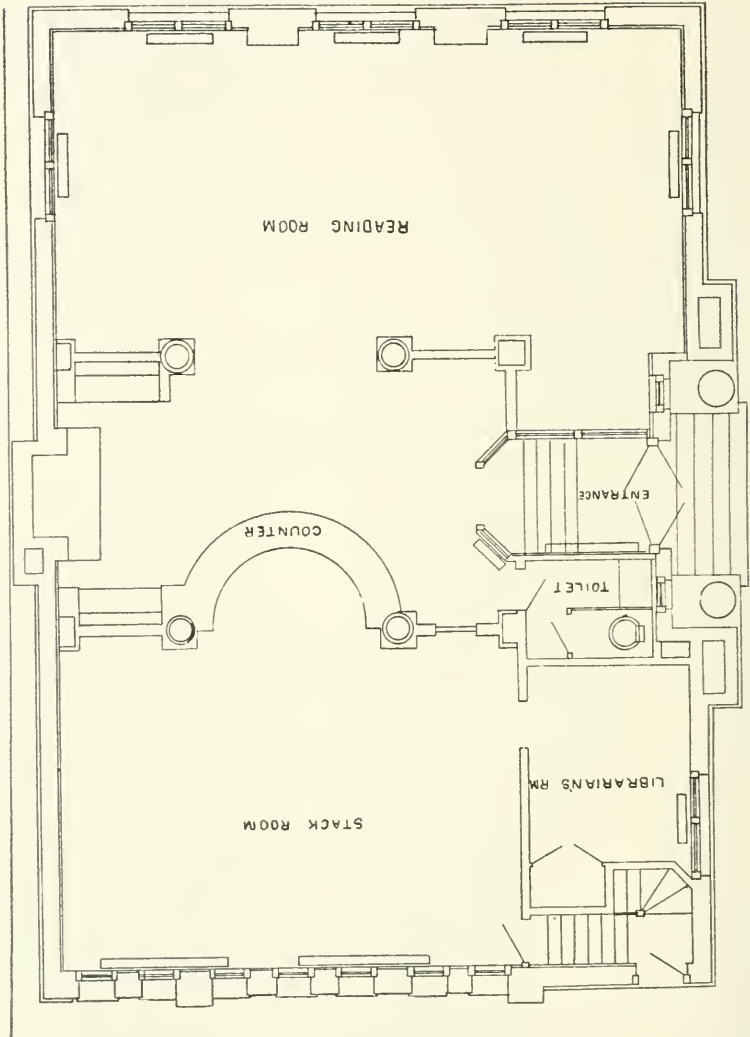 STACK ROOM
LIBRARIAN'S RM
TOILET
COUNTER
ENTRANCE
READING ROOM